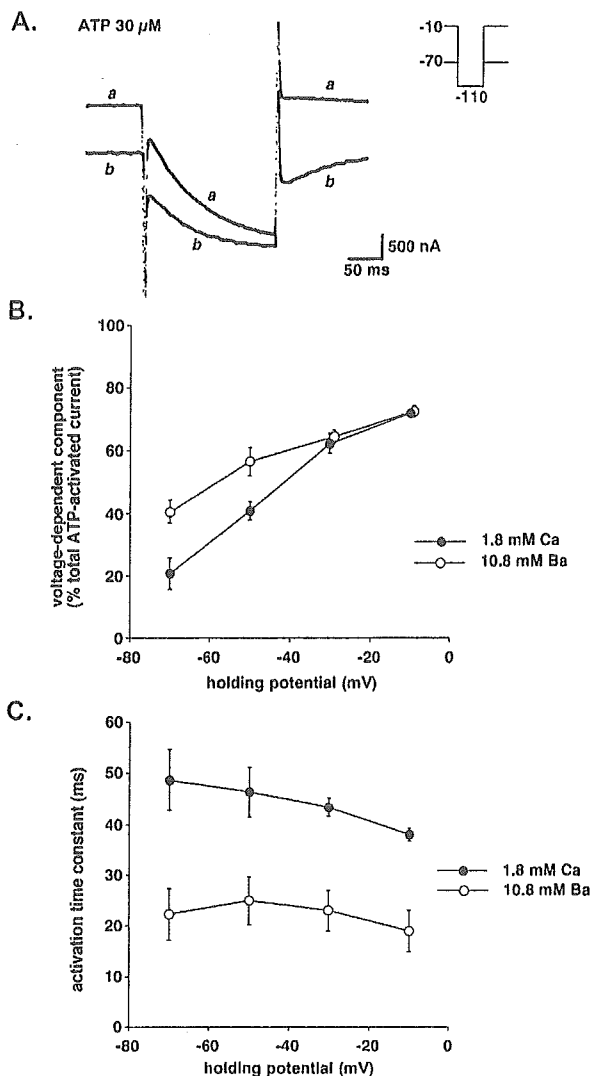 A.
ATP 30 µM
-10
-70
-110
a
b
a
b
a
b
500 nA
50 ms
B.
voltage-dependent component
(% total ATP-activated current)
100
80
60
40
20
0
-80
-60
-40
-20
0
holding potential (mV)
1.8 mM Ca
10.8 mM Ba
C.
activation time constant (ms)
60
50
40
30
20
10
0
-80
-60
-40
-20
0
holding potential (mV)
1.8 mM Ca
10.8 mM Ba